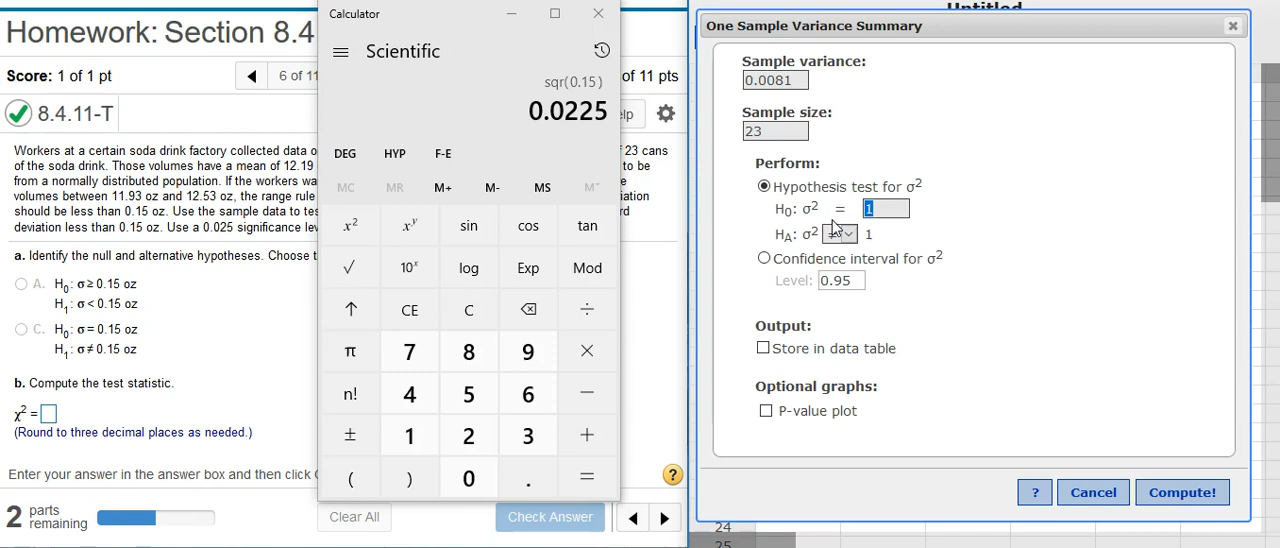 Homework: Section 8.4
Score: 1 of 1 pt
6 of 11
of 11 pts
8.4.11-T
Workers at a certain soda drink factory collected data o
23 cans
of the soda drink. Those volumes have a mean of 12.19
to be
from a normally distributed population. If the workers wa
volumes between 11.93 oz and 12.53 oz, the range rule
iation
should be less than 0.15 oz. Use the sample data to tes
rd
deviation less than 0.15 oz. Use a 0.025 significance lev
a. Identify the null and alternative hypotheses. Choose t
A. H₀: σ≥0.15 oz
H₁: σ<0.15 oz
C. H₀: σ=0.15 oz
H₁: σ≠0.15 oz
b. Compute the test statistic.
χ² =
(Round to three decimal places as needed.)
Enter your answer in the answer box and then click
?
2 parts
remaining
Clear All
Check Answer
Calculator
Scientific
sqr(0.15)
0.0225
DEG HYP F-E
MC MR M+ M- MS M˅
x² xʸ sin cos tan
√ 10ˣ log Exp Mod
↑ CE C ⌫ ÷
π 7 8 9 ×
n! 4 5 6 −
± 1 2 3 +
( ) 0 . =
Untitled
One Sample Variance Summary
Sample variance:
0.0081
Sample size:
23
Perform:
Hypothesis test for σ²
H₀: σ² = 1
Hₐ: σ² ≠ 1
Confidence interval for σ²
Level: 0.95
Output:
Store in data table
Optional graphs:
P-value plot
? Cancel Compute!
24
25